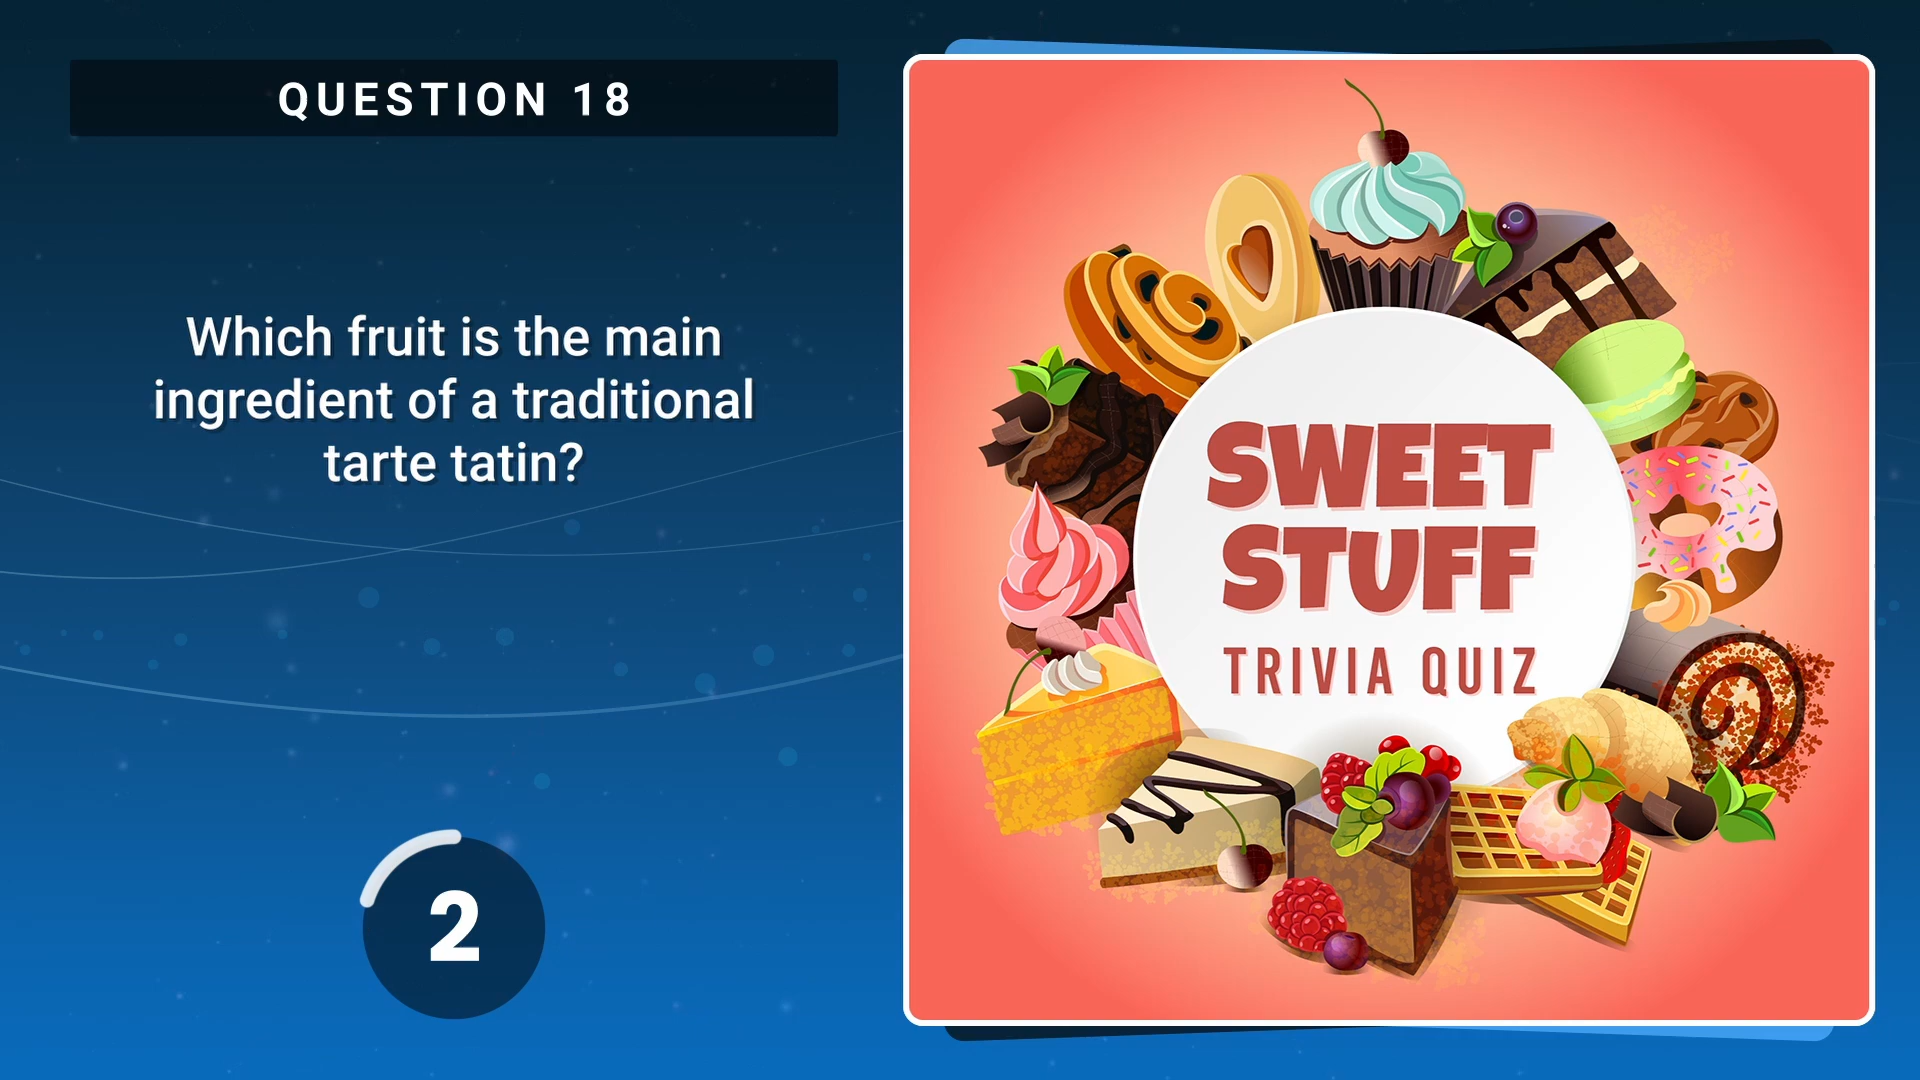 QUESTION 18
Which fruit is the main
ingredient of a traditional
tarte tatin?
2
SWEET
STUFF
TRIVIA QUIZ